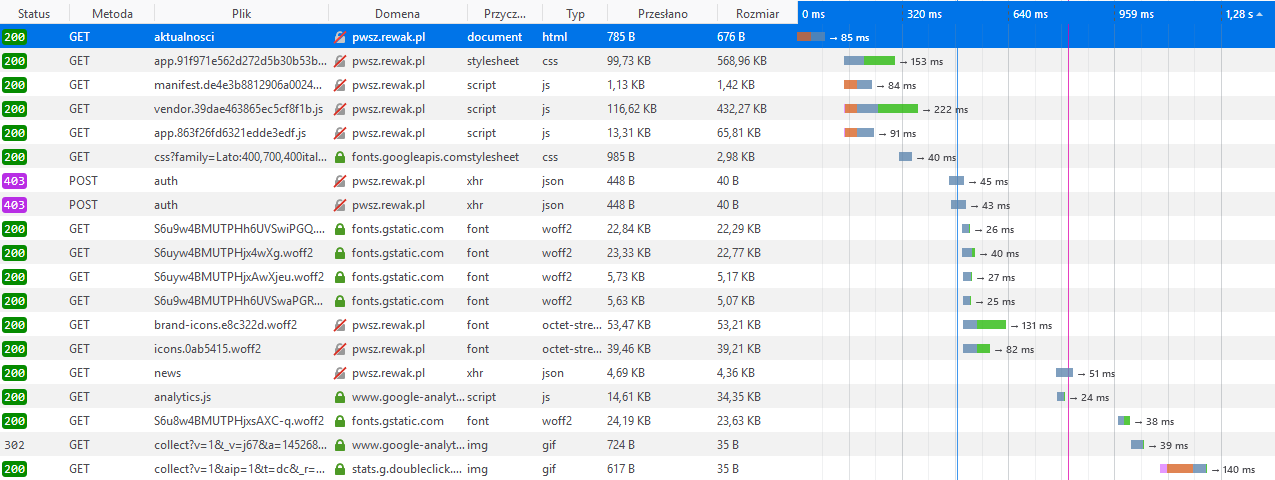 Status Metoda Plik Domena Przycz... Typ Przesłano Rozmiar 0 ms 320 ms 640 ms 959 ms 1,28 s
200 GET aktualnosci pwsz.rewak.pl document html 785 B 676 B → 85 ms
200 GET app.91f971e562d272d5b30b53b... pwsz.rewak.pl stylesheet css 99,73 KB 568,96 KB → 153 ms
200 GET manifest.de4e3b8812906a0024... pwsz.rewak.pl script js 1,13 KB 1,42 KB → 84 ms
200 GET vendor.39dae463865ec5cf8f1b.js pwsz.rewak.pl script js 116,62 KB 432,27 KB → 222 ms
200 GET app.863f26fd6321edde3edf.js pwsz.rewak.pl script js 13,31 KB 65,81 KB → 91 ms
200 GET css?family=Lato:400,700,400ital... fonts.googleapis.com stylesheet css 985 B 2,98 KB → 40 ms
403 POST auth pwsz.rewak.pl xhr json 448 B 40 B → 45 ms
403 POST auth pwsz.rewak.pl xhr json 448 B 40 B → 43 ms
200 GET S6u9w4BMUTPHh6UVSwiPGQ.... fonts.gstatic.com font woff2 22,84 KB 22,29 KB → 26 ms
200 GET S6uyw4BMUTPHjx4wXg.woff2 fonts.gstatic.com font woff2 23,33 KB 22,77 KB → 40 ms
200 GET S6uyw4BMUTPHjxAwXjeu.woff2 fonts.gstatic.com font woff2 5,73 KB 5,17 KB → 27 ms
200 GET S6u9w4BMUTPHh6UVSwaPGR... fonts.gstatic.com font woff2 5,63 KB 5,07 KB → 25 ms
200 GET brand-icons.e8c322d.woff2 pwsz.rewak.pl font octet-stre... 53,47 KB 53,21 KB → 131 ms
200 GET icons.0ab5415.woff2 pwsz.rewak.pl font octet-stre... 39,46 KB 39,21 KB → 82 ms
200 GET news pwsz.rewak.pl xhr json 4,69 KB 4,36 KB → 51 ms
200 GET analytics.js www.google-analyt... script js 14,61 KB 34,35 KB → 24 ms
200 GET S6u8w4BMUTPHjxsAXC-q.woff2 fonts.gstatic.com font woff2 24,19 KB 23,63 KB → 38 ms
302 GET collect?v=1&_v=j67&a=145268... www.google-analyt... img gif 724 B 35 B → 39 ms
200 GET collect?v=1&aip=1&t=dc&_r=... stats.g.doubleclick.... img gif 617 B 35 B → 140 ms